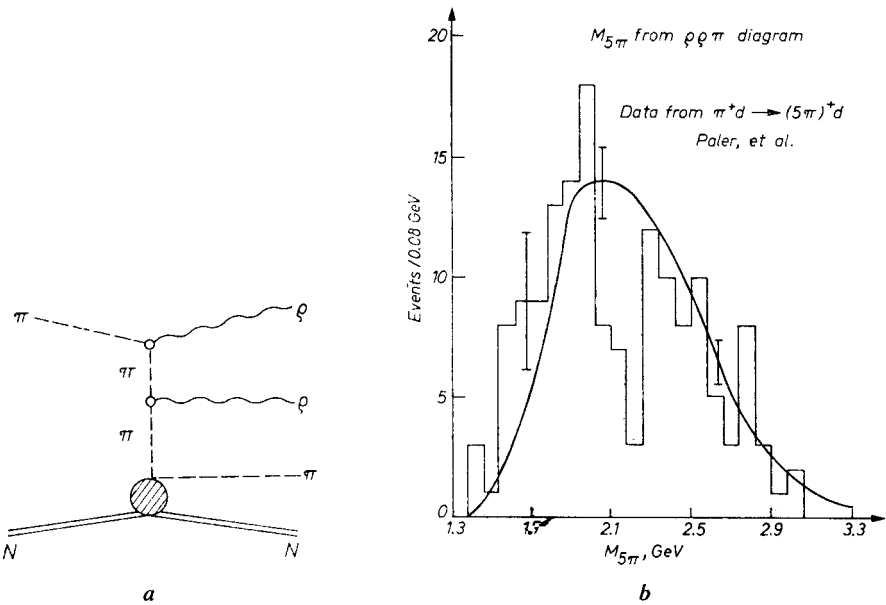 π
ϱ
π
ϱ
π
π
N
N
a
M5π from ϱϱπ diagram
Data from π+d → (5π)+d
Paler, et al.
Events/0.08 GeV
20
15
10
5
0
1.3
1.7
2.1
2.5
2.9
3.3
M5π, GeV
b